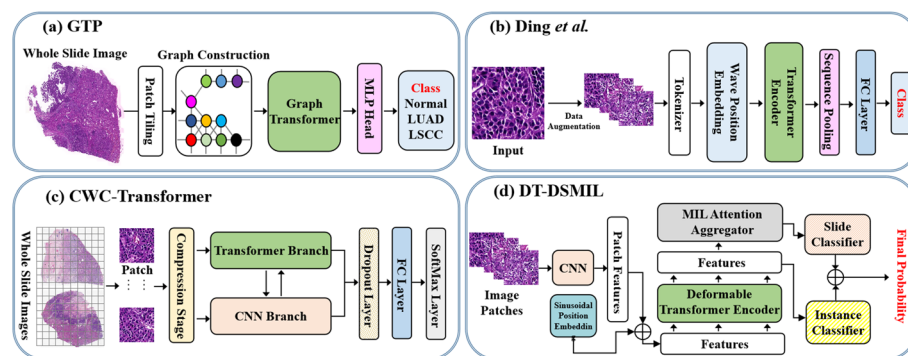 (a) GTP
Whole Slide Image
Patch Tiling
Graph Construction
Graph
Transformer
MLP Head
Class
Normal
LUAD
LSCC
(b) Ding et al.
Input
Data
Augmentation
Tokenizer
Wave Position
Embedding
Transformer
Encoder
Sequence Pooling
FC Layer
Class
(c) CWC-Transformer
Whole Slide Images
Patch
Compression Stage
Transformer Branch
CNN Branch
Dropout Layer
FC Layer
SoftMax Layer
(d) DT-DSMIL
Image
Patches
CNN
Sinusoidal
Position
Embeddin
Patch Features
MIL Attention
Aggregator
Features
Deformable
Transformer Encoder
Features
Slide
Classifier
Instance
Classifier
Final Probability